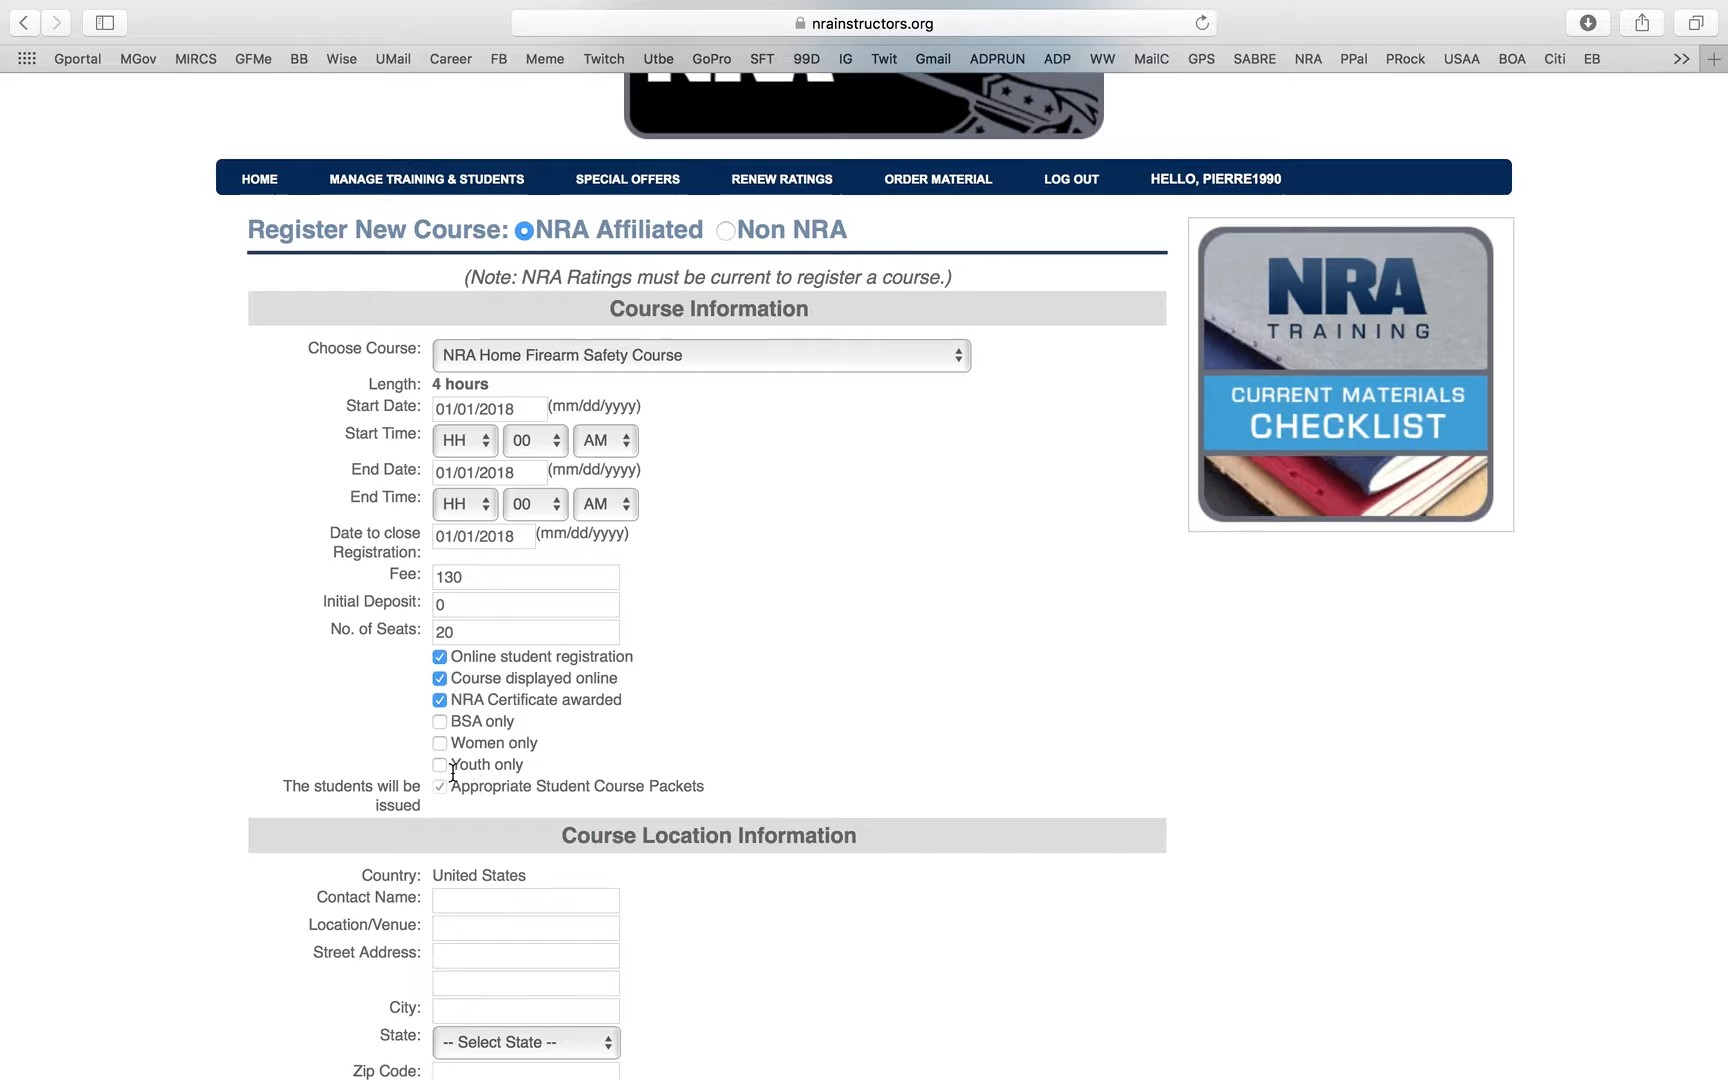 nrainstructors.org
Gportal MGov MIRCS GFMe BB Wise UMail Career FB Meme Twitch Utbe GoPro SFT 99D IG Twit Gmail ADPRUN ADP WW MailC GPS SABRE NRA PPal PRock USAA BOA Citi EB >>
HOME MANAGE TRAINING & STUDENTS SPECIAL OFFERS RENEW RATINGS ORDER MATERIAL LOG OUT HELLO, PIERRE1990
Register New Course: NRA Affiliated Non NRA
(Note: NRA Ratings must be current to register a course.)
Course Information
Choose Course: NRA Home Firearm Safety Course
Length: 4 hours
Start Date: 01/01/2018 (mm/dd/yyyy)
Start Time: HH 00 AM
End Date: 01/01/2018 (mm/dd/yyyy)
End Time: HH 00 AM
Date to close
Registration: 01/01/2018 (mm/dd/yyyy)
Fee: 130
Initial Deposit: 0
No. of Seats: 20
Online student registration
Course displayed online
NRA Certificate awarded
BSA only
Women only
Youth only
The students will be
issued Appropriate Student Course Packets
Course Location Information
Country: United States
Contact Name:
Location/Venue:
Street Address:
City:
State: -- Select State --
Zip Code:
NRA
TRAINING
CURRENT MATERIALS
CHECKLIST